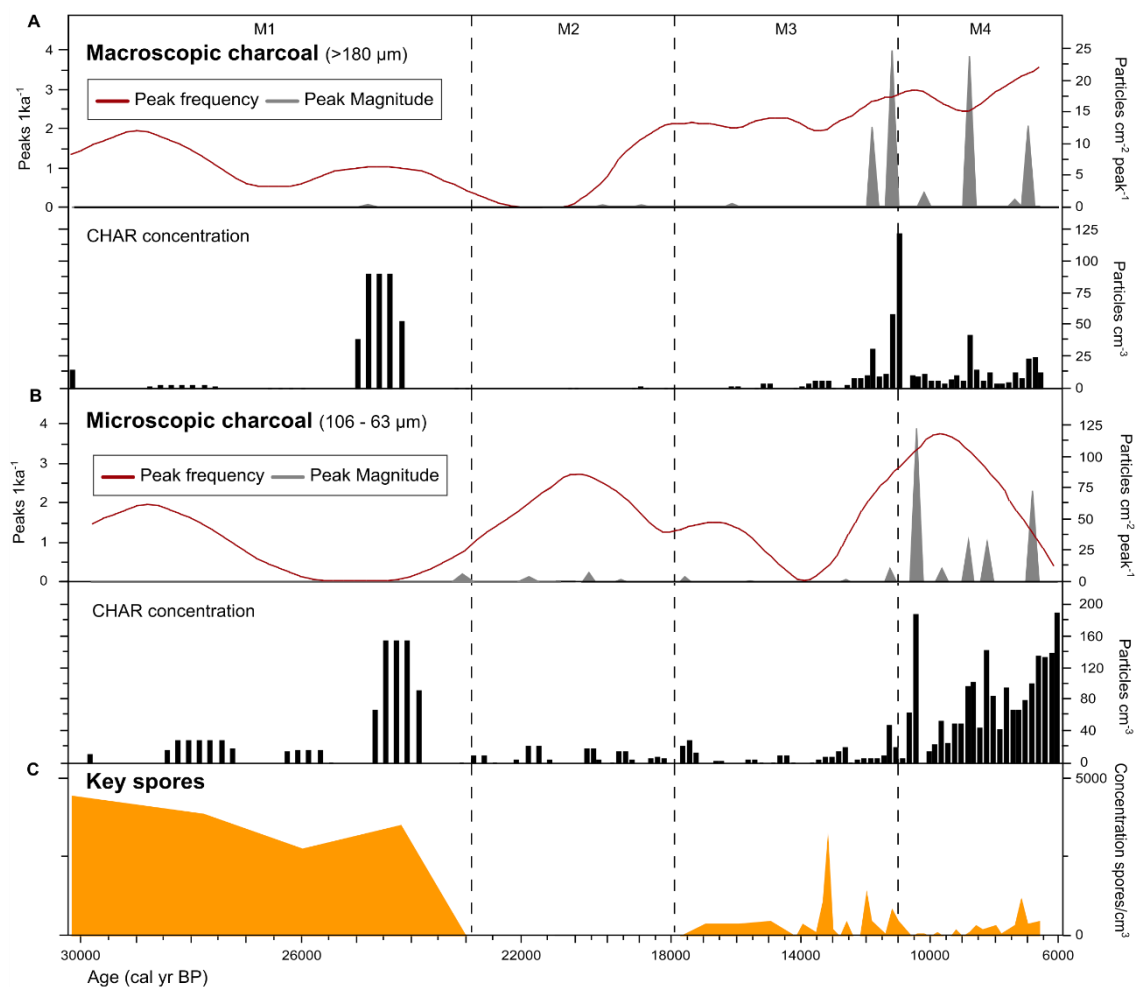 A
M1 M2 M3 M4
Macroscopic charcoal (>180 µm)
Peak frequency Peak Magnitude
Peaks 1ka⁻¹
4
3
2
1
0
25
20
15
10
5
0
Particles cm⁻² peak⁻¹
CHAR concentration
125
100
75
50
25
0
Particles cm⁻³
B
Microscopic charcoal (106 - 63 µm)
Peak frequency Peak Magnitude
Peaks 1ka⁻¹
4
3
2
1
0
125
100
75
50
25
0
Particles cm⁻² peak⁻¹
CHAR concentration
200
160
120
80
40
0
Particles cm⁻³
C
Key spores
5000
0
Concentration spores/cm³
30000 26000 22000 18000 14000 10000 6000
Age (cal yr BP)